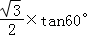 √3/2 × tan60°